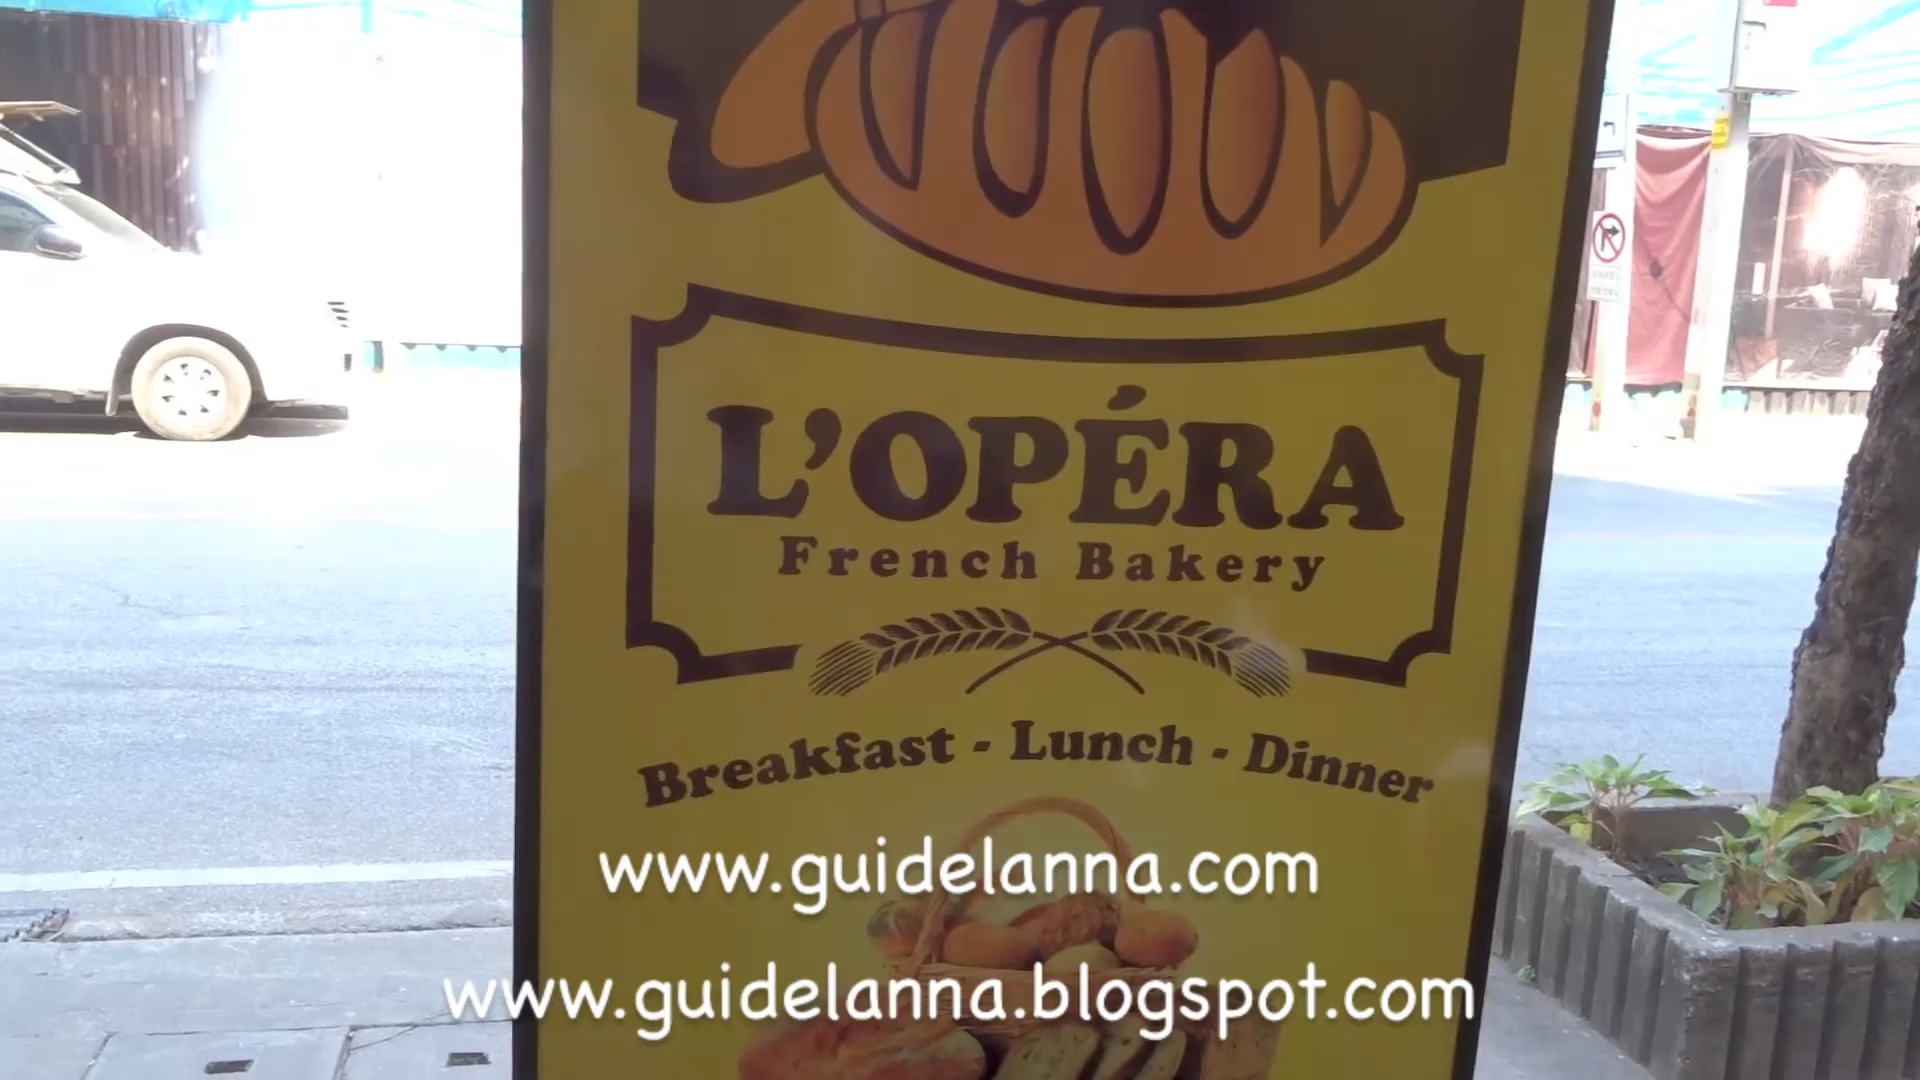 L'OPÉRA
French Bakery
Breakfast - Lunch - Dinner
www.guidelanna.com
www.guidelanna.blogspot.com